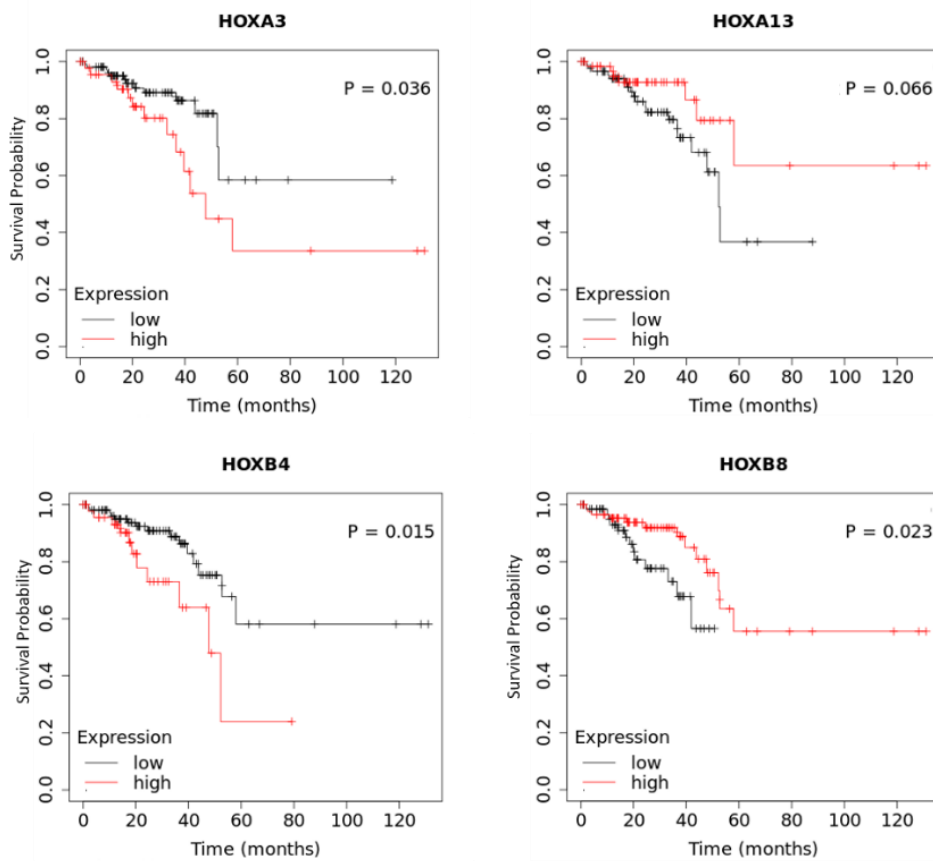 HOXA3
P = 0.036
Survival Probability
0.0 0.2 0.4 0.6 0.8 1.0
Expression
low
high
0 20 40 60 80 100 120
Time (months)
HOXA13
P = 0.066
Survival Probability
0.0 0.2 0.4 0.6 0.8 1.0
Expression
low
high
0 20 40 60 80 100 120
Time (months)
HOXB4
P = 0.015
Survival Probability
0.0 0.2 0.4 0.6 0.8 1.0
Expression
low
high
0 20 40 60 80 100 120
Time (months)
HOXB8
P = 0.023
Survival Probability
0.0 0.2 0.4 0.6 0.8 1.0
Expression
low
high
0 20 40 60 80 100 120
Time (months)